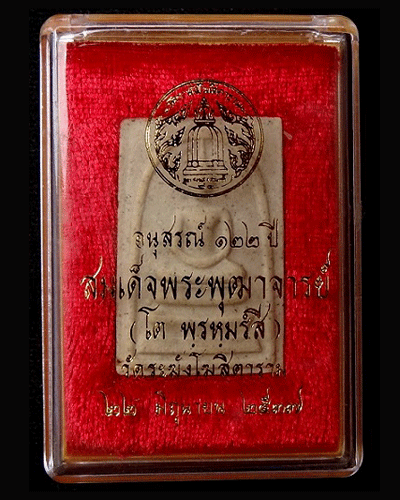 อนุสรณ์ ๑๒๒ ปี
สมเด็จพระพุฒาจารย์
(โต พรหฺมรํสี)
วัดระฆังโฆสิตาราม
๒๒ มิถุนายน ๒๕๓๗